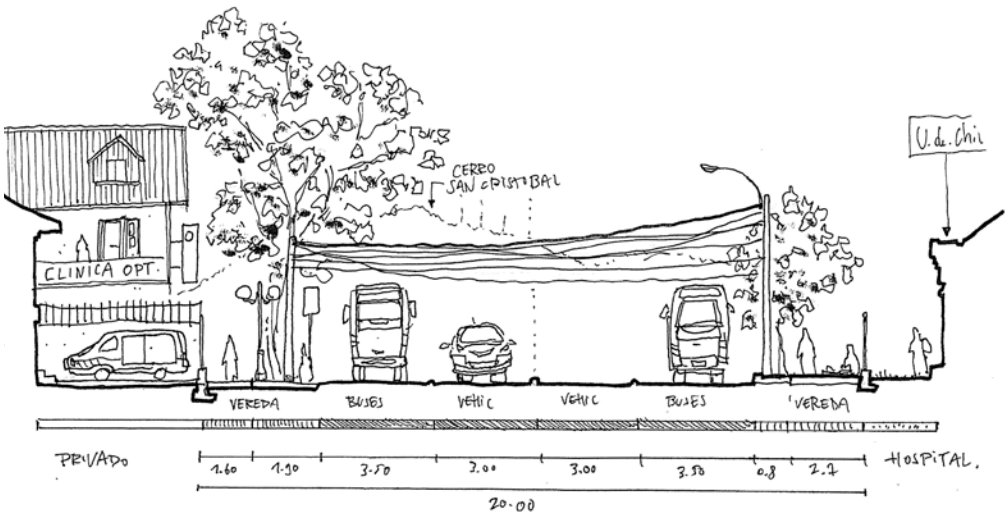 U. de. Chil
CERRO
SAN CRISTOBAL
CLINICA OPT.
VEREDA BUSES VEHIC VEHIC BUSES VEREDA
PRIVADO
HOSPITAL.
1.60 1.90 3.50 3.00 3.00 3.50 0.8 2.7
20.00